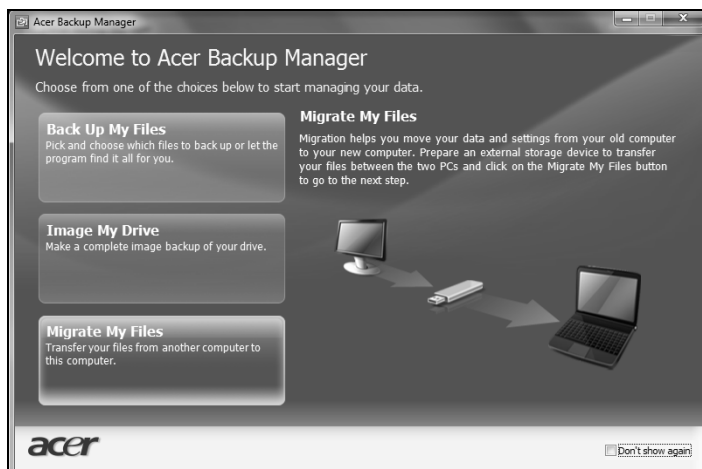 Acer Backup Manager
Welcome to Acer Backup Manager
Choose from one of the choices below to start managing your data.
Back Up My Files
Pick and choose which files to back up or let the
program find it all for you.
Image My Drive
Make a complete image backup of your drive.
Migrate My Files
Transfer your files from another computer to
this computer.
Migrate My Files
Migration helps you move your data and settings from your old computer
to your new computer. Prepare an external storage device to transfer
your files between the two PCs and click on the Migrate My Files button
to go to the next step.
acer
Don't show again